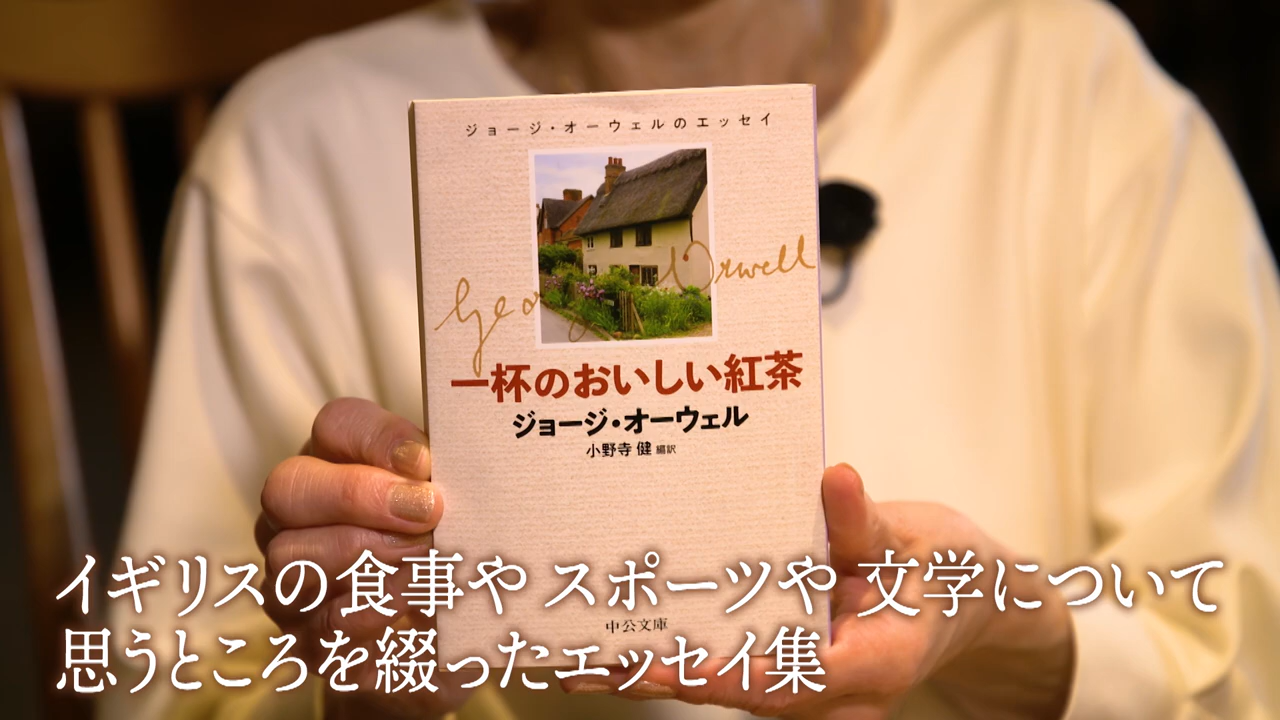 ジョージ・オーウェルのエッセイ
George Orwell
一杯のおいしい紅茶
ジョージ・オーウェル
小野寺 健 編訳
中公文庫
イギリスの食事や スポーツや 文学について
思うところを綴ったエッセイ集